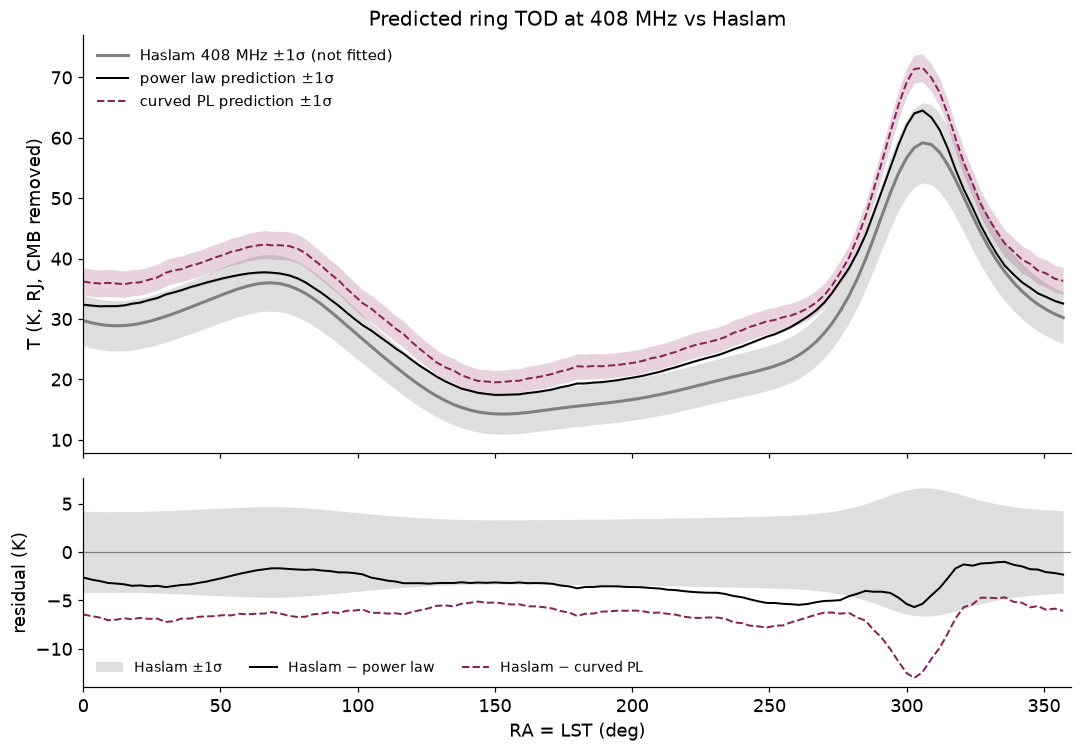 Predicted ring TOD at 408 MHz vs Haslam
Haslam 408 MHz ±1σ (not fitted)
power law prediction ±1σ
curved PL prediction ±1σ
T (K, RJ, CMB removed)
70
60
50
40
30
20
10
residual (K)
5
0
−5
−10
Haslam ±1σ
Haslam − power law
Haslam − curved PL
0
50
100
150
200
250
300
350
RA = LST (deg)